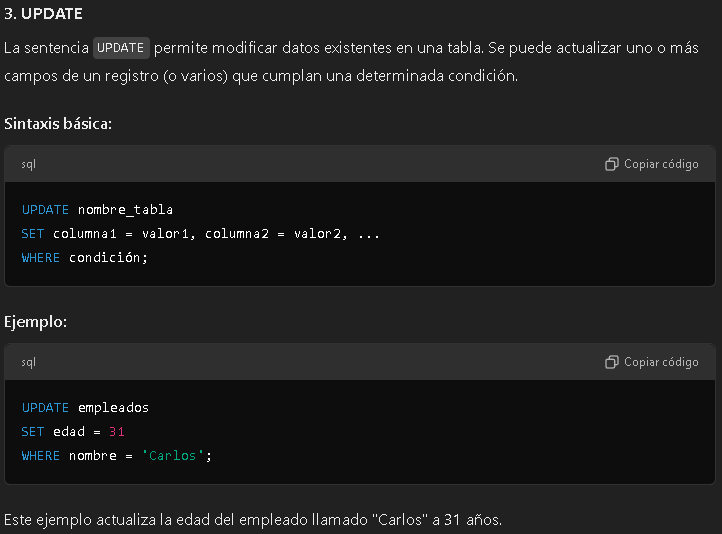 3. UPDATE
La sentencia UPDATE permite modificar datos existentes en una tabla. Se puede actualizar uno o más
campos de un registro (o varios) que cumplan una determinada condición.
Sintaxis básica:
sql Copiar código
UPDATE nombre_tabla
SET columna1 = valor1, columna2 = valor2, ...
WHERE condición;
Ejemplo:
sql Copiar código
UPDATE empleados
SET edad = 31
WHERE nombre = 'Carlos';
Este ejemplo actualiza la edad del empleado llamado "Carlos" a 31 años.